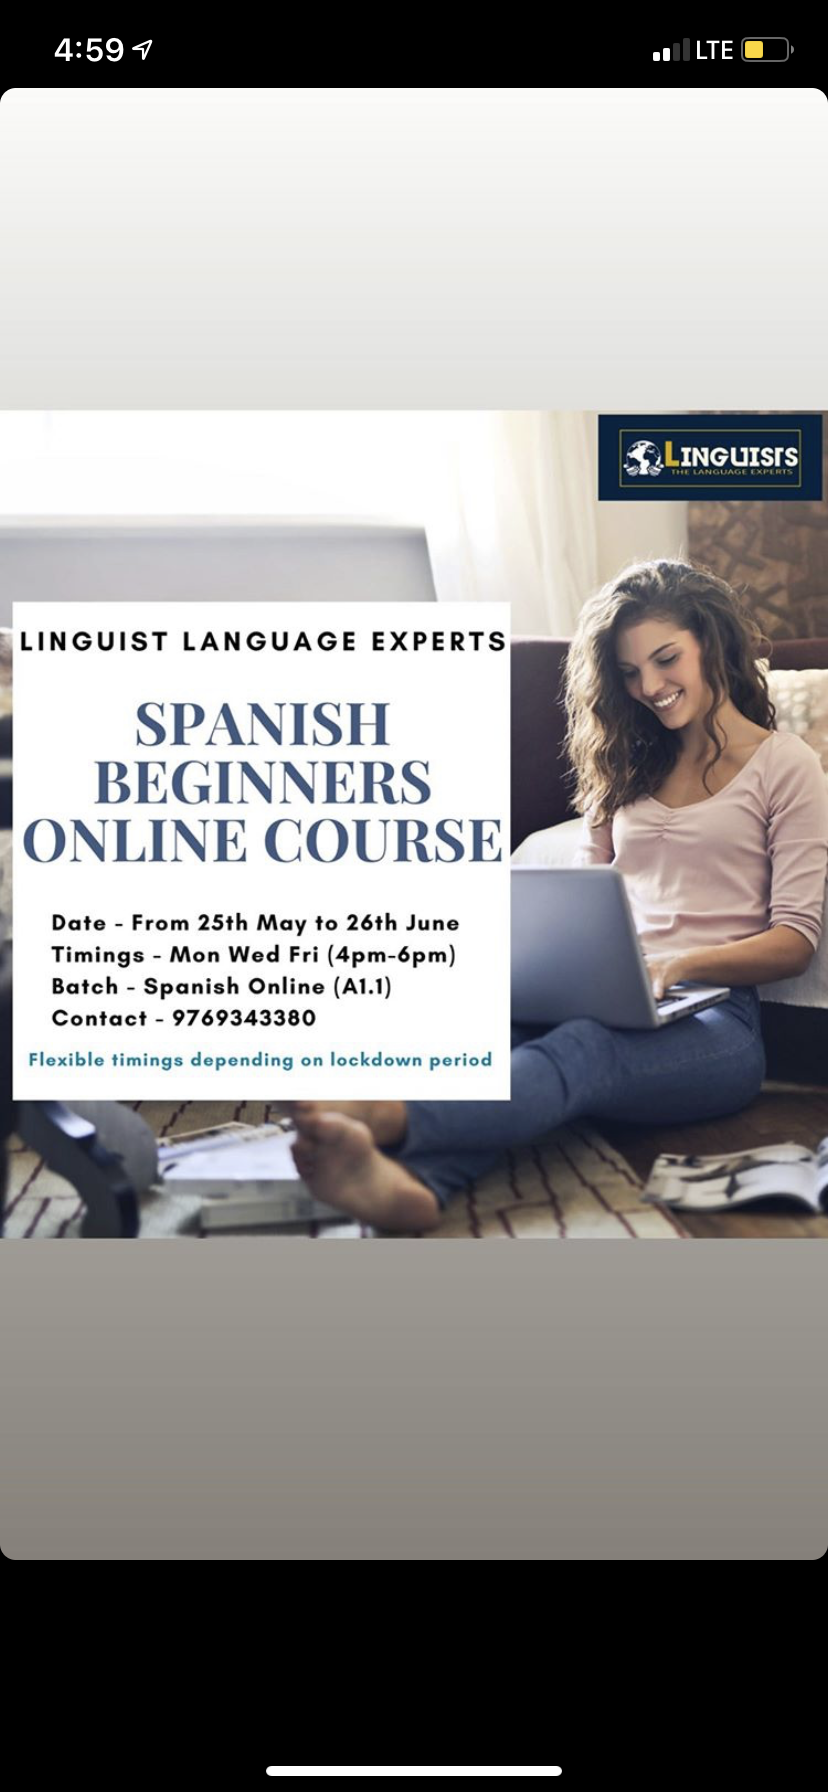 4:59
LTE
LINGUISTS
THE LANGUAGE EXPERTS
LINGUIST LANGUAGE EXPERTS
SPANISH
BEGINNERS
ONLINE COURSE
Date - From 25th May to 26th June
Timings - Mon Wed Fri (4pm-6pm)
Batch - Spanish Online (A1.1)
Contact - 9769343380
Flexible timings depending on lockdown period